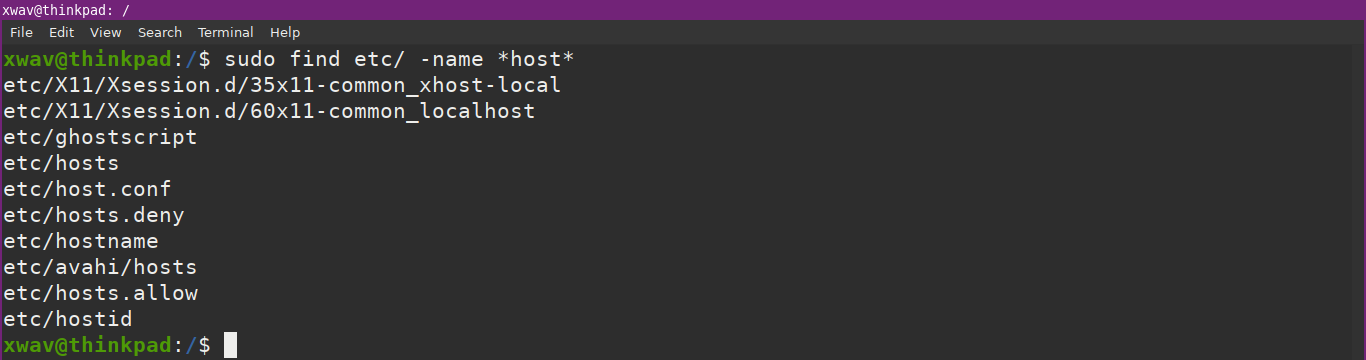 xwav@thinkpad: /
File Edit View Search Terminal Help
xwav@thinkpad:/$ sudo find etc/ -name *host*
etc/X11/Xsession.d/35x11-common_xhost-local
etc/X11/Xsession.d/60x11-common_localhost
etc/ghostscript
etc/hosts
etc/host.conf
etc/hosts.deny
etc/hostname
etc/avahi/hosts
etc/hosts.allow
etc/hostid
xwav@thinkpad:/$